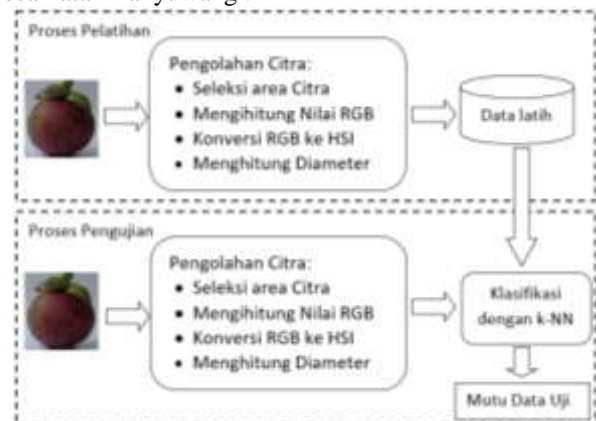 Proses Pelatihan
Pengolahan Citra:
• Seleksi area Citra
• Mengihitung Nilai RGB
• Konversi RGB ke HSI
• Menghitung Diameter
Data latih
Proses Pengujian
Pengolahan Citra:
• Seleksi area Citra
• Mengihitung Nilai RGB
• Konversi RGB ke HSI
• Menghitung Diameter
Klasifikasi
dengan k-NN
Mutu Data Uji